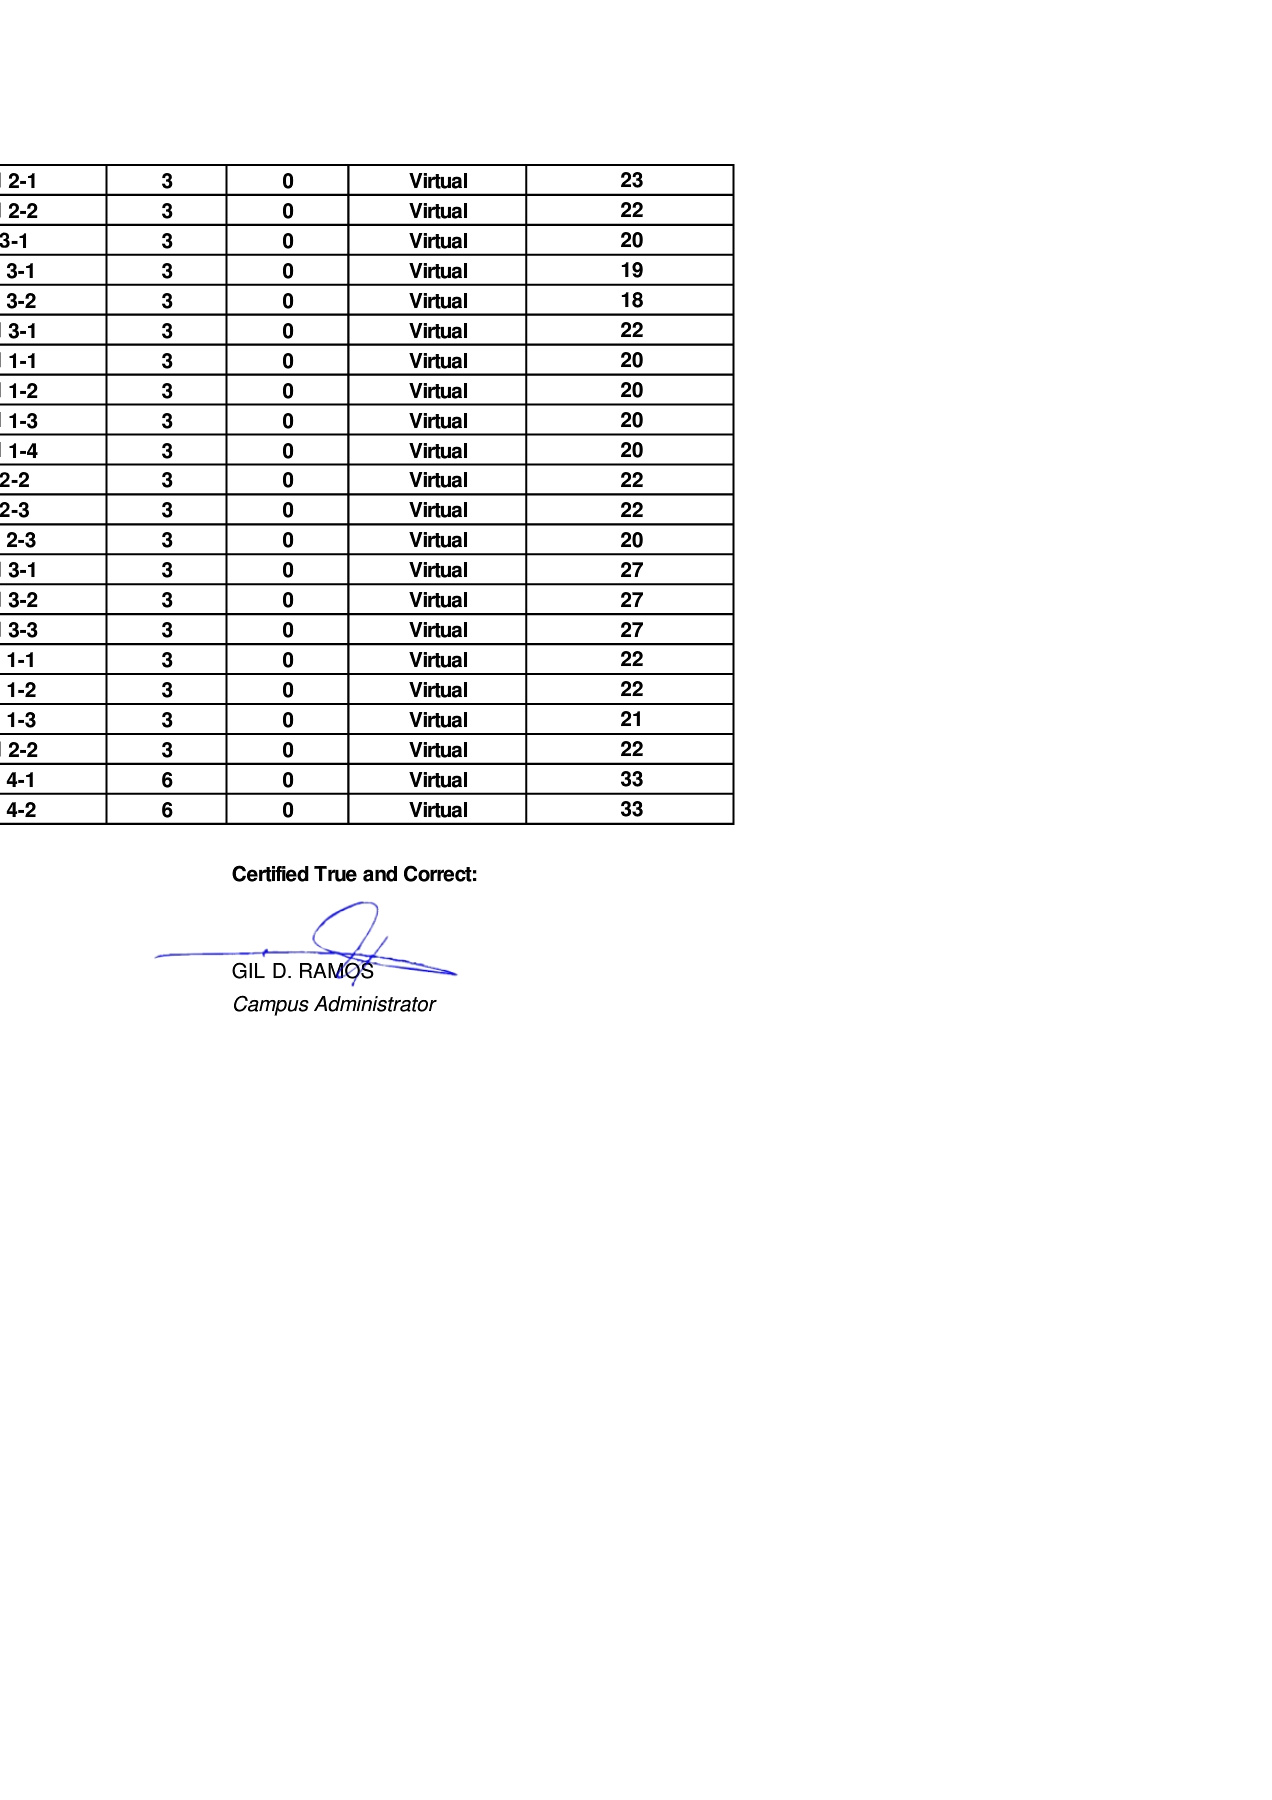 2-1 3 0 Virtual 23
2-2 3 0 Virtual 22
3-1 3 0 Virtual 20
3-1 3 0 Virtual 19
3-2 3 0 Virtual 18
3-1 3 0 Virtual 22
1-1 3 0 Virtual 20
1-2 3 0 Virtual 20
1-3 3 0 Virtual 20
1-4 3 0 Virtual 20
2-2 3 0 Virtual 22
2-3 3 0 Virtual 22
2-3 3 0 Virtual 20
3-1 3 0 Virtual 27
3-2 3 0 Virtual 27
3-3 3 0 Virtual 27
1-1 3 0 Virtual 22
1-2 3 0 Virtual 22
1-3 3 0 Virtual 21
2-2 3 0 Virtual 22
4-1 6 0 Virtual 33
4-2 6 0 Virtual 33
Certified True and Correct:
GIL D. RAMOS
Campus Administrator